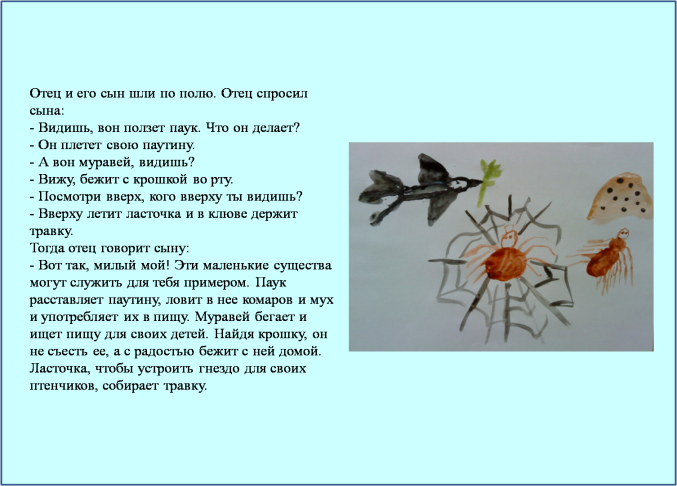 Отец и его сын шли по полю. Отец спросил
сына:
- Видишь, вон ползет паук. Что он делает?
- Он плетет свою паутину.
- А вон муравей, видишь?
- Вижу, бежит с крошкой во рту.
- Посмотри вверх, кого вверху ты видишь?
- Вверху летит ласточка и в клюве держит
травку.
Тогда отец говорит сыну:
- Вот так, милый мой! Эти маленькие существа
могут служить для тебя примером. Паук
расставляет паутину, ловит в нее комаров и мух
и употребляет их в пищу. Муравей бегает и
ищет пищу для своих детей. Найдя крошку, он
не съесть ее, а с радостью бежит с ней домой.
Ласточка, чтобы устроить гнездо для своих
птенчиков, собирает травку.